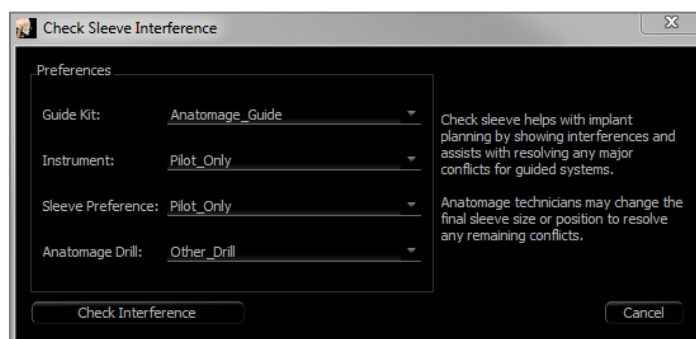 Check Sleeve Interference
Preferences
Guide Kit: Anatomage_Guide
Instrument: Pilot_Only
Sleeve Preference: Pilot_Only
Anatomage Drill: Other_Drill
Check sleeve helps with implant
planning by showing interferences and
assists with resolving any major
conflicts for guided systems.
Anatomage technicians may change the
final sleeve size or position to resolve
any remaining conflicts.
Check Interference
Cancel